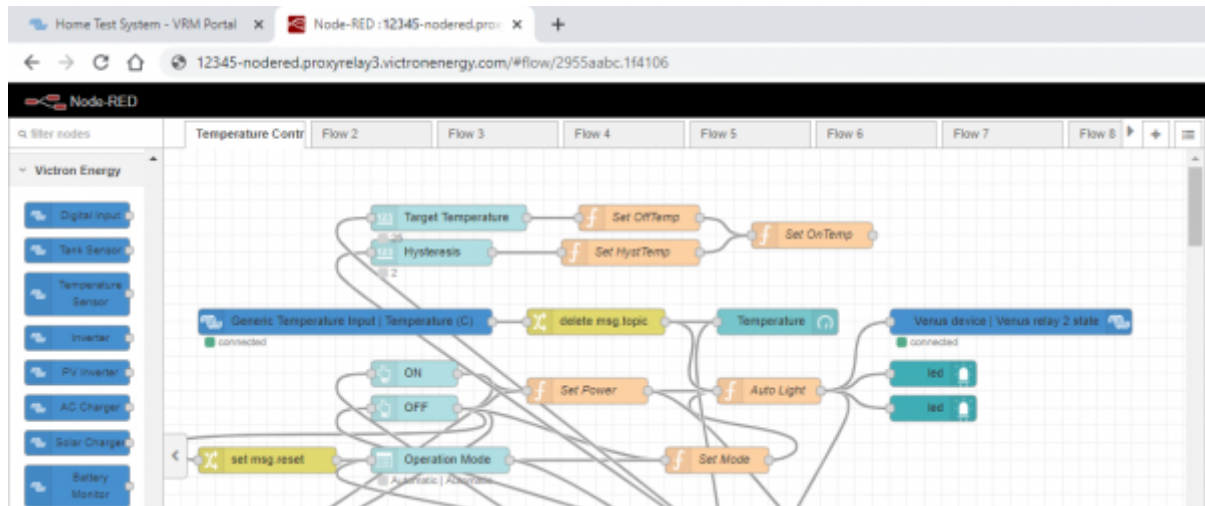 Home Test System - VRM Portal
Node-RED : 12345-nodered.prox
12345-nodered.proxyrelay3.victronenergy.com/#flow/2955aabc.1f4106
Node-RED
filter nodes
Temperature Contr Flow 2 Flow 3 Flow 4 Flow 5 Flow 6 Flow 7 Flow 8
Victron Energy
Digital Input
Tank Sensor
Temperature
Sensor
Inverter
PV Inverter
AC Charger
Solar Charger
Battery
Monitor
123 Target Temperature
f Set OffTemp
25
f Set OnTemp
123 Hysteresis
f Set HystTemp
2
Generic Temperature Input | Temperature (C)
connected
delete msg.topic
Temperature
Venus device | Venus relay 2 state
connected
ON
led
f Set Power
f Auto Light
OFF
led
set msg.reset
Operation Mode
f Set Mode
Automatic | Automatic